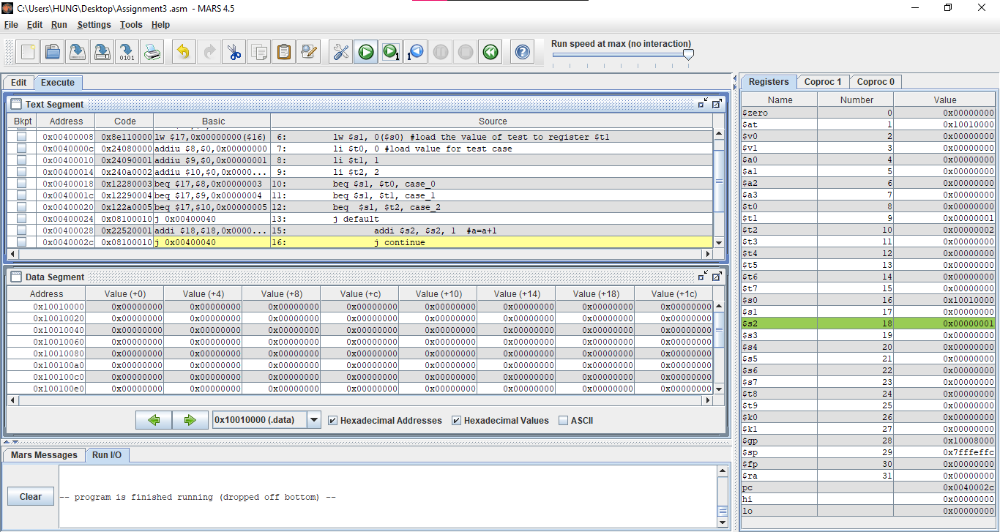 C:\Users\HUNG\Desktop\Assignment3 .asm - MARS 4.5
File Edit Run Settings Tools Help
Run speed at max (no interaction)
Edit Execute
Text Segment
Bkpt Address Code Basic Source
0x00400008 0x8e110000 lw $17,0x00000000($16) 6: lw $s1, 0($s0) #load the value of test to register $t1
0x0040000c 0x24080000 addiu $8,$0,0x00000000 7: li $t0, 0 #load value for test case
0x00400010 0x24090001 addiu $9,$0,0x00000001 8: li $t1, 1
0x00400014 0x240a0002 addiu $10,$0,0x0000... 9: li $t2, 2
0x00400018 0x12280003 beq $17,$8,0x00000003 10: beq $s1, $t0, case_0
0x0040001c 0x12290004 beq $17,$9,0x00000004 11: beq $s1, $t1, case_1
0x00400020 0x122a0005 beq $17,$10,0x00000005 12: beq $s1, $t2, case_2
0x00400024 0x08100010 j 0x00400040 13: j default
0x00400028 0x22520001 addi $18,$18,0x0000... 15: addi $s2, $s2, 1 #a=a+1
0x0040002c 0x08100010 j 0x00400040 16: j continue
Data Segment
Address Value (+0) Value (+4) Value (+8) Value (+c) Value (+10) Value (+14) Value (+18) Value (+1c)
0x10010000 0x00000000 0x00000000 0x00000000 0x00000000 0x00000000 0x00000000 0x00000000 0x00000000
0x10010020 0x00000000 0x00000000 0x00000000 0x00000000 0x00000000 0x00000000 0x00000000 0x00000000
0x10010040 0x00000000 0x00000000 0x00000000 0x00000000 0x00000000 0x00000000 0x00000000 0x00000000
0x10010060 0x00000000 0x00000000 0x00000000 0x00000000 0x00000000 0x00000000 0x00000000 0x00000000
0x10010080 0x00000000 0x00000000 0x00000000 0x00000000 0x00000000 0x00000000 0x00000000 0x00000000
0x100100a0 0x00000000 0x00000000 0x00000000 0x00000000 0x00000000 0x00000000 0x00000000 0x00000000
0x100100c0 0x00000000 0x00000000 0x00000000 0x00000000 0x00000000 0x00000000 0x00000000 0x00000000
0x100100e0 0x00000000 0x00000000 0x00000000 0x00000000 0x00000000 0x00000000 0x00000000 0x00000000
0x10010000 (.data) Hexadecimal Addresses Hexadecimal Values ASCII
Mars Messages Run I/O
Clear
-- program is finished running (dropped off bottom) --
Registers Coproc 1 Coproc 0
Name Number Value
$zero 0 0x00000000
$at 1 0x10010000
$v0 2 0x00000000
$v1 3 0x00000000
$a0 4 0x00000000
$a1 5 0x00000000
$a2 6 0x00000000
$a3 7 0x00000000
$t0 8 0x00000000
$t1 9 0x00000001
$t2 10 0x00000002
$t3 11 0x00000000
$t4 12 0x00000000
$t5 13 0x00000000
$t6 14 0x00000000
$t7 15 0x00000000
$s0 16 0x10010000
$s1 17 0x00000000
$s2 18 0x00000001
$s3 19 0x00000000
$s4 20 0x00000000
$s5 21 0x00000000
$s6 22 0x00000000
$s7 23 0x00000000
$t8 24 0x00000000
$t9 25 0x00000000
$k0 26 0x00000000
$k1 27 0x00000000
$gp 28 0x10008000
$sp 29 0x7fffeffc
$fp 30 0x00000000
$ra 31 0x00000000
pc 0x0040002c
hi 0x00000000
lo 0x00000000